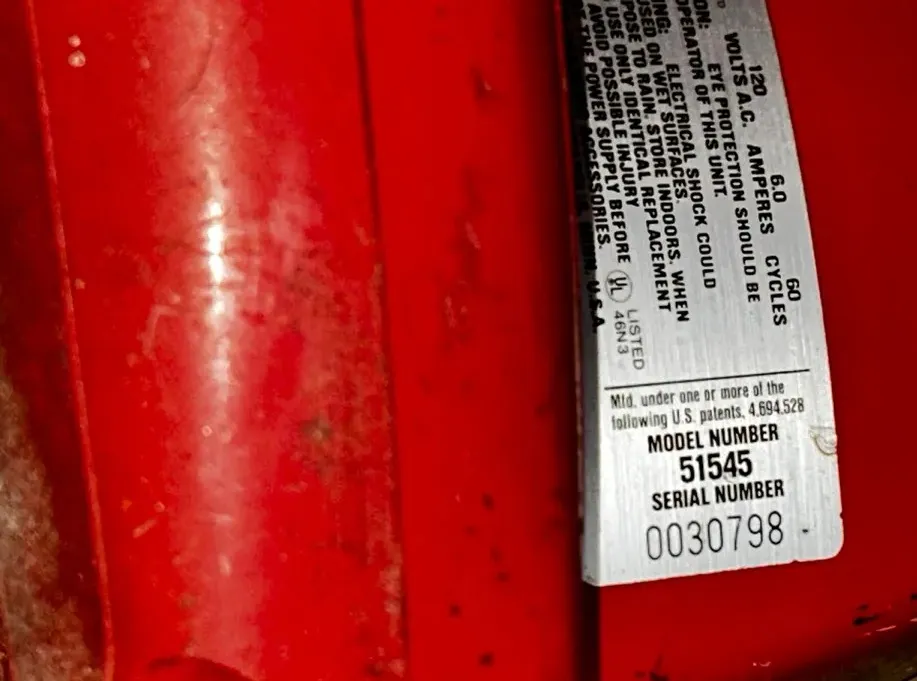 120 6.0 60
VOLTS A.C. AMPERES CYCLES
EYE PROTECTION SHOULD BE
OPERATOR OF THIS UNIT.
ELECTRICAL SHOCK COULD
USED ON WET SURFACES.
TO RAIN. STORE INDOORS. WHEN
USE ONLY IDENTICAL REPLACEMENT
AVOID POSSIBLE INJURY
THE POWER SUPPLY BEFORE
ACCESSORIES.
U.S.A.
UL LISTED
46N3
Mfd. under one or more of the
following U.S. patents, 4,694,528
MODEL NUMBER
51545
SERIAL NUMBER
0030798